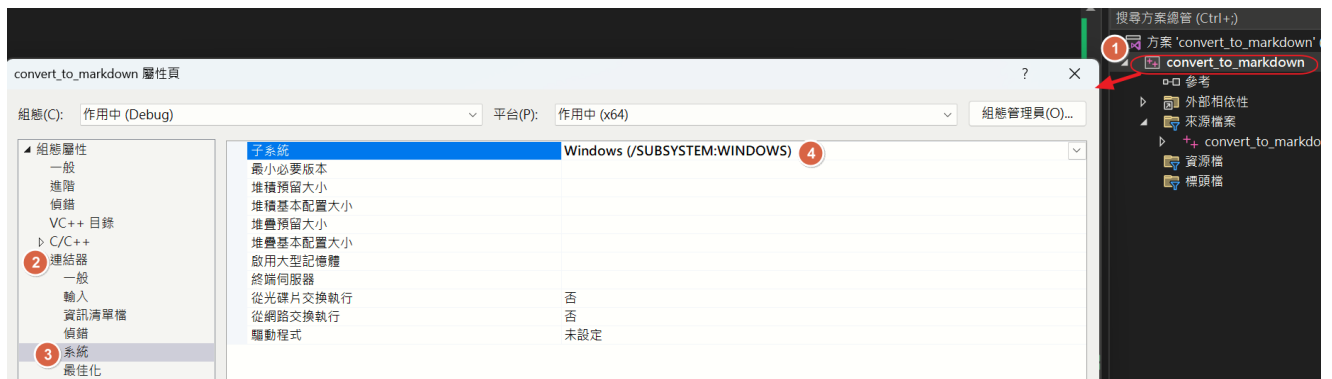 搜尋方案總管 (Ctrl+;)
1
方案 'convert_to_markdown'
convert_to_markdown
參考
外部相依性
來源檔案
convert_to_markdo
資源檔
標頭檔
convert_to_markdown 屬性頁
?
組態(C):
作用中 (Debug)
平台(P):
作用中 (x64)
組態管理員(O)...
組態屬性
一般
進階
偵錯
VC++ 目錄
C/C++
2
連結器
一般
輸入
資訊清單檔
偵錯
3
系統
最佳化
子系統 Windows (/SUBSYSTEM:WINDOWS) 4
最小必要版本
堆積預留大小
堆積基本配置大小
堆疊預留大小
堆疊基本配置大小
啟用大型記憶體
終端伺服器
從光碟片交換執行 否
從網路交換執行 否
驅動程式 未設定